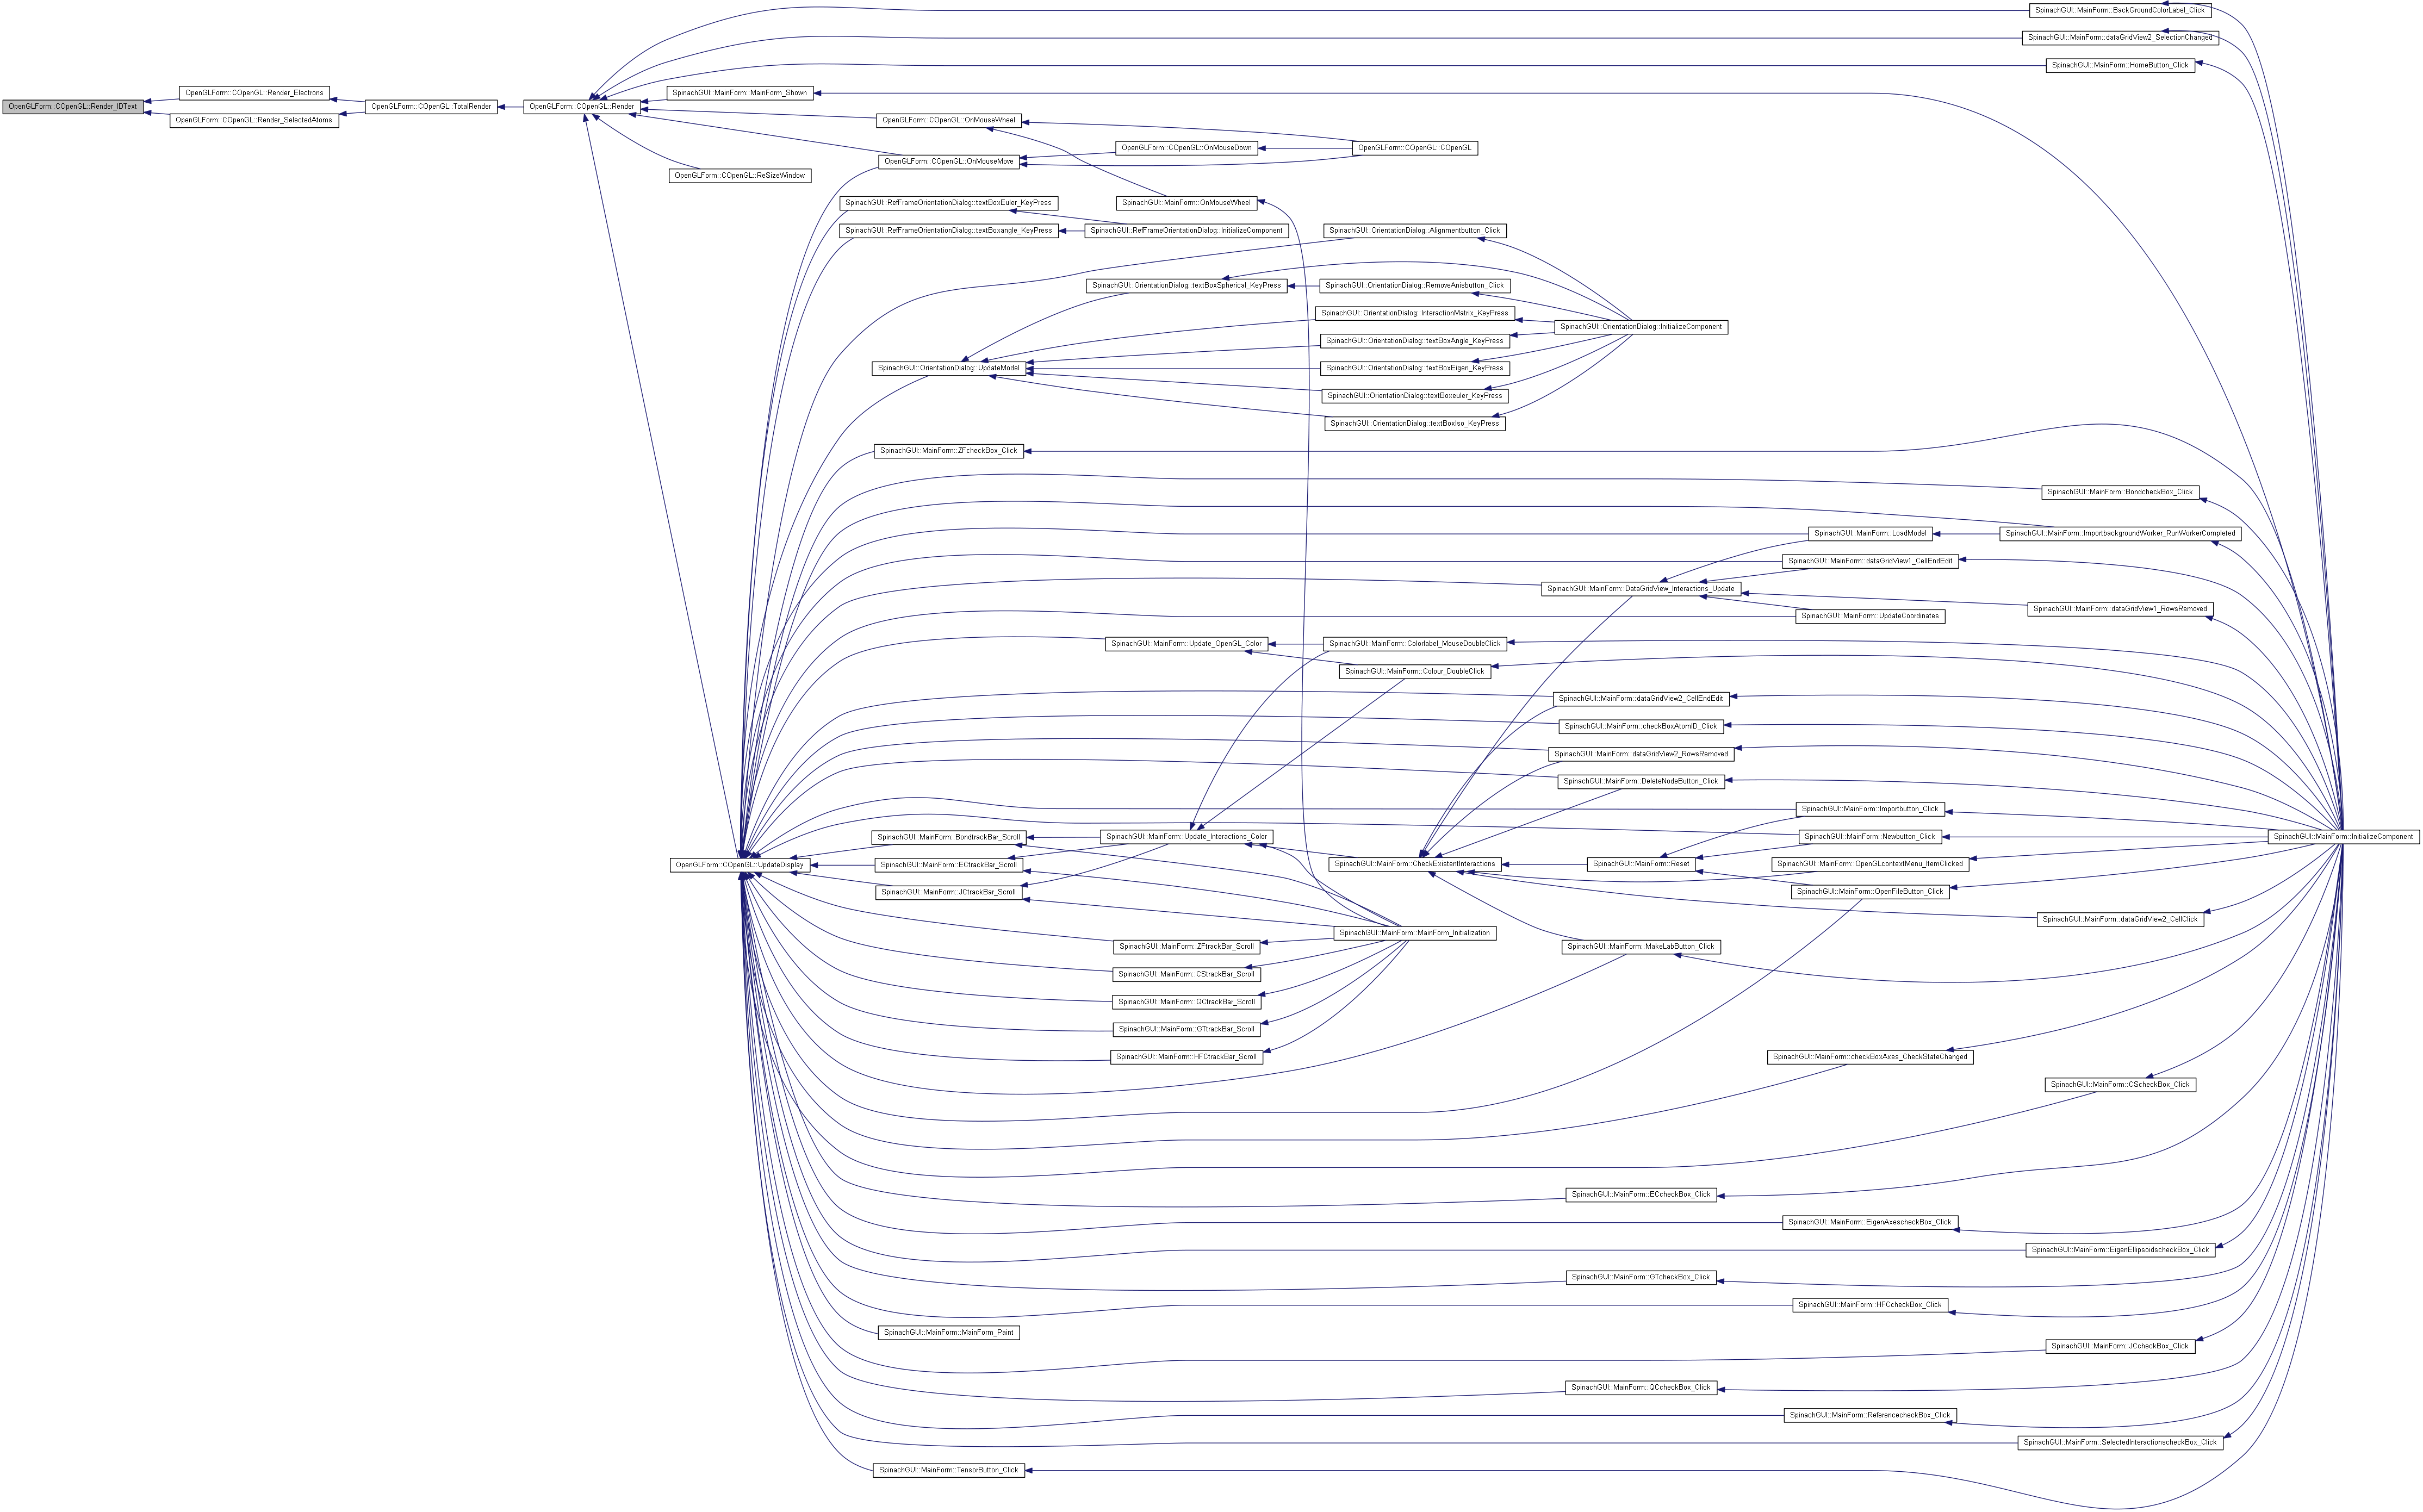 SpinachGUI::MainForm::BackGroundColorLabel_Click
SpinachGUI::MainForm::dataGridView2_SelectionChanged
SpinachGUI::MainForm::HomeButton_Click
OpenGLForm::COpenGL::Render_Electrons
SpinachGUI::MainForm::MainForm_Shown
OpenGLForm::COpenGL::Render_IDText
OpenGLForm::COpenGL::TotalRender
OpenGLForm::COpenGL::Render
OpenGLForm::COpenGL::Render_SelectedAtoms
OpenGLForm::COpenGL::OnMouseWheel
OpenGLForm::COpenGL::OnMouseDown
OpenGLForm::COpenGL::COpenGL
OpenGLForm::COpenGL::OnMouseMove
OpenGLForm::COpenGL::ReSizeWindow
SpinachGUI::RefFrameOrientationDialog::textBoxEuler_KeyPress
SpinachGUI::MainForm::OnMouseWheel
SpinachGUI::RefFrameOrientationDialog::textBoxangle_KeyPress
SpinachGUI::RefFrameOrientationDialog::InitializeComponent
SpinachGUI::OrientationDialog::Alignmentbutton_Click
SpinachGUI::OrientationDialog::textBoxSpherical_KeyPress
SpinachGUI::OrientationDialog::RemoveAnisbutton_Click
SpinachGUI::OrientationDialog::InteractionMatrix_KeyPress
SpinachGUI::OrientationDialog::InitializeComponent
SpinachGUI::OrientationDialog::textBoxAngle_KeyPress
SpinachGUI::OrientationDialog::UpdateModel
SpinachGUI::OrientationDialog::textBoxEigen_KeyPress
SpinachGUI::OrientationDialog::textBoxeuler_KeyPress
SpinachGUI::OrientationDialog::textBoxIso_KeyPress
SpinachGUI::MainForm::ZFcheckBox_Click
SpinachGUI::MainForm::BondcheckBox_Click
SpinachGUI::MainForm::LoadModel
SpinachGUI::MainForm::ImportbackgroundWorker_RunWorkerCompleted
SpinachGUI::MainForm::dataGridView1_CellEndEdit
SpinachGUI::MainForm::DataGridView_Interactions_Update
SpinachGUI::MainForm::dataGridView1_RowsRemoved
SpinachGUI::MainForm::UpdateCoordinates
SpinachGUI::MainForm::Update_OpenGL_Color
SpinachGUI::MainForm::Colorlabel_MouseDoubleClick
SpinachGUI::MainForm::Colour_DoubleClick
SpinachGUI::MainForm::dataGridView2_CellEndEdit
SpinachGUI::MainForm::checkBoxAtomID_Click
SpinachGUI::MainForm::dataGridView2_RowsRemoved
SpinachGUI::MainForm::DeleteNodeButton_Click
SpinachGUI::MainForm::Importbutton_Click
SpinachGUI::MainForm::BondtrackBar_Scroll
SpinachGUI::MainForm::Update_Interactions_Color
SpinachGUI::MainForm::Newbutton_Click
SpinachGUI::MainForm::InitializeComponent
OpenGLForm::COpenGL::UpdateDisplay
SpinachGUI::MainForm::ECtrackBar_Scroll
SpinachGUI::MainForm::CheckExistentInteractions
SpinachGUI::MainForm::Reset
SpinachGUI::MainForm::OpenGLcontextMenu_ItemClicked
SpinachGUI::MainForm::JCtrackBar_Scroll
SpinachGUI::MainForm::OpenFileButton_Click
SpinachGUI::MainForm::dataGridView2_CellClick
SpinachGUI::MainForm::MainForm_Initialization
SpinachGUI::MainForm::ZFtrackBar_Scroll
SpinachGUI::MainForm::MakeLabButton_Click
SpinachGUI::MainForm::CStrackBar_Scroll
SpinachGUI::MainForm::QCtrackBar_Scroll
SpinachGUI::MainForm::GTtrackBar_Scroll
SpinachGUI::MainForm::HFCtrackBar_Scroll
SpinachGUI::MainForm::checkBoxAxes_CheckStateChanged
SpinachGUI::MainForm::CScheckBox_Click
SpinachGUI::MainForm::ECcheckBox_Click
SpinachGUI::MainForm::EigenAxescheckBox_Click
SpinachGUI::MainForm::EigenEllipsoidscheckBox_Click
SpinachGUI::MainForm::GTcheckBox_Click
SpinachGUI::MainForm::HFCcheckBox_Click
SpinachGUI::MainForm::MainForm_Paint
SpinachGUI::MainForm::JCcheckBox_Click
SpinachGUI::MainForm::QCcheckBox_Click
SpinachGUI::MainForm::ReferencecheckBox_Click
SpinachGUI::MainForm::SelectedInteractionscheckBox_Click
SpinachGUI::MainForm::TensorButton_Click